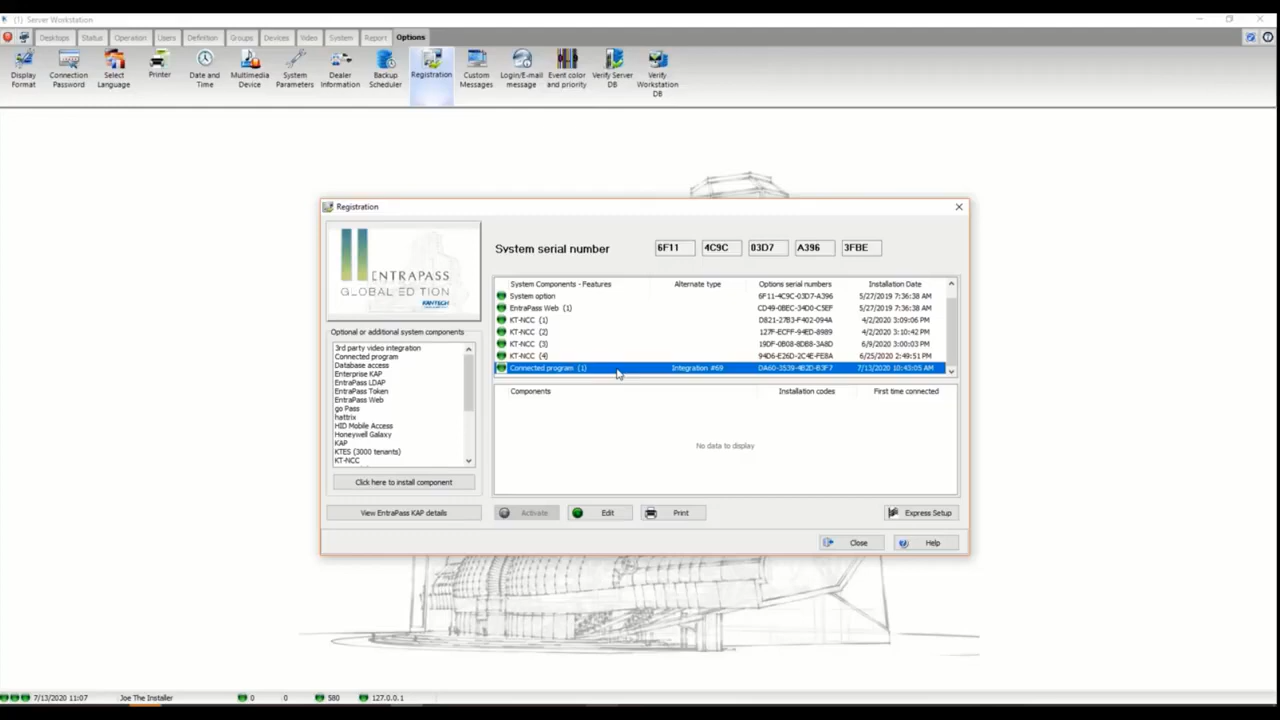 (1) Server Workstation
Desktops Status Operation Users Definition Groups Devices Video System Report Options
Display Format
Connection Password
Select Language
Printer
Date and Time
Multimedia Device
System Parameters
Dealer Information
Backup Scheduler
Registration
Custom Messages
Login/E-mail message
Event color and priority
Verify Server DB
Verify Workstation DB
Registration
ENTRAPASS
GLOBAL EDITION
KANTECH
System serial number 6F11 4C9C 03D7 A396 3FBE
System Components - Features Alternate type Options serial numbers Installation Date
System option 6F11-4C9C-03D7-A396 5/27/2019 7:36:38 AM
EntraPass Web (1) CD49-0BEC-34D0-C5EF 5/27/2019 7:36:38 AM
KT-NCC (1) D821-27B3-F402-094A 4/2/2020 3:09:06 PM
KT-NCC (2) 127F-ECFF-94ED-8989 4/2/2020 3:10:42 PM
KT-NCC (3) 19DF-0B08-8DB8-3A8D 6/9/2020 3:00:03 PM
KT-NCC (4) 94D6-E26D-2C4E-FE8A 6/25/2020 2:49:51 PM
Connected program (1) Integration #69 DA60-3539-4B2D-B3F7 7/13/2020 10:43:05 AM
Optional or additional system components
3rd party video integration
Connected program
Database access
Enterprise KAP
EntraPass LDAP
EntraPass Token
EntraPass Web
go Pass
hattrix
HID Mobile Access
Honeywell Galaxy
KAP
KTES (3000 tenants)
KT-NCC
Click here to install component
View EntraPass KAP details
Components Installation codes First time connected
No data to display
Activate Edit Print Express Setup
Close Help
7/13/2020 11:07 Joe The Installer 0 0 580 127.0.0.1